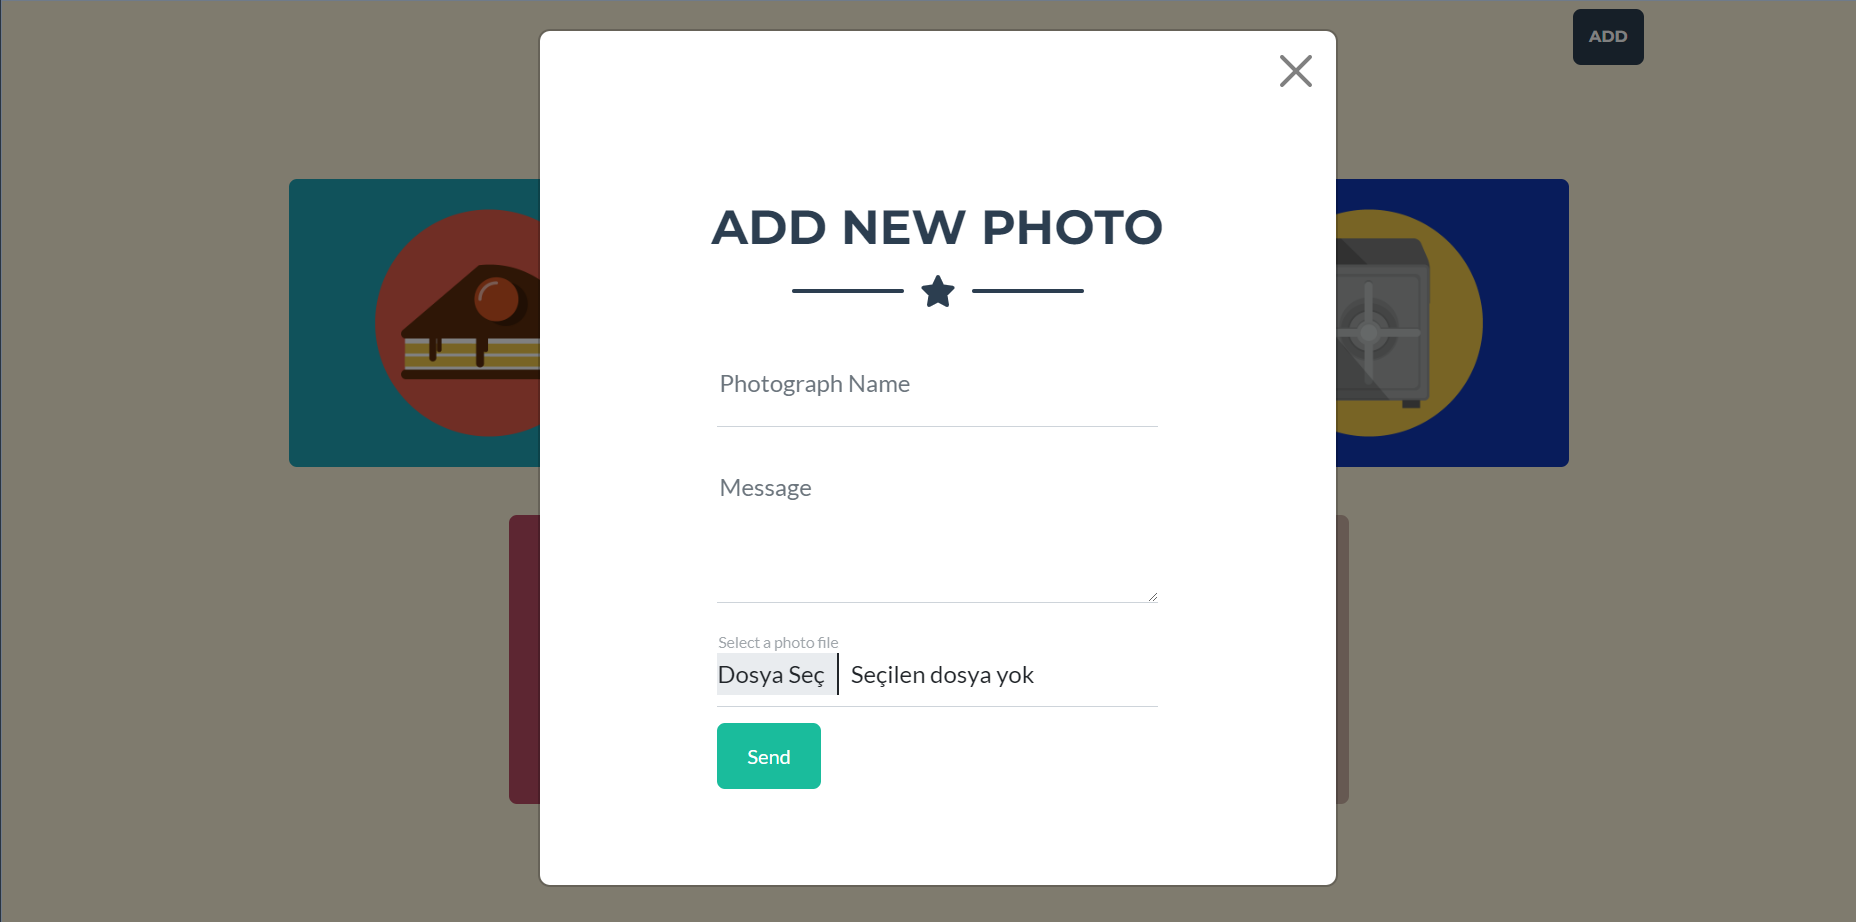 ADD
ADD NEW PHOTO
Photograph Name
Message
Select a photo file
Dosya Seç Seçilen dosya yok
Send